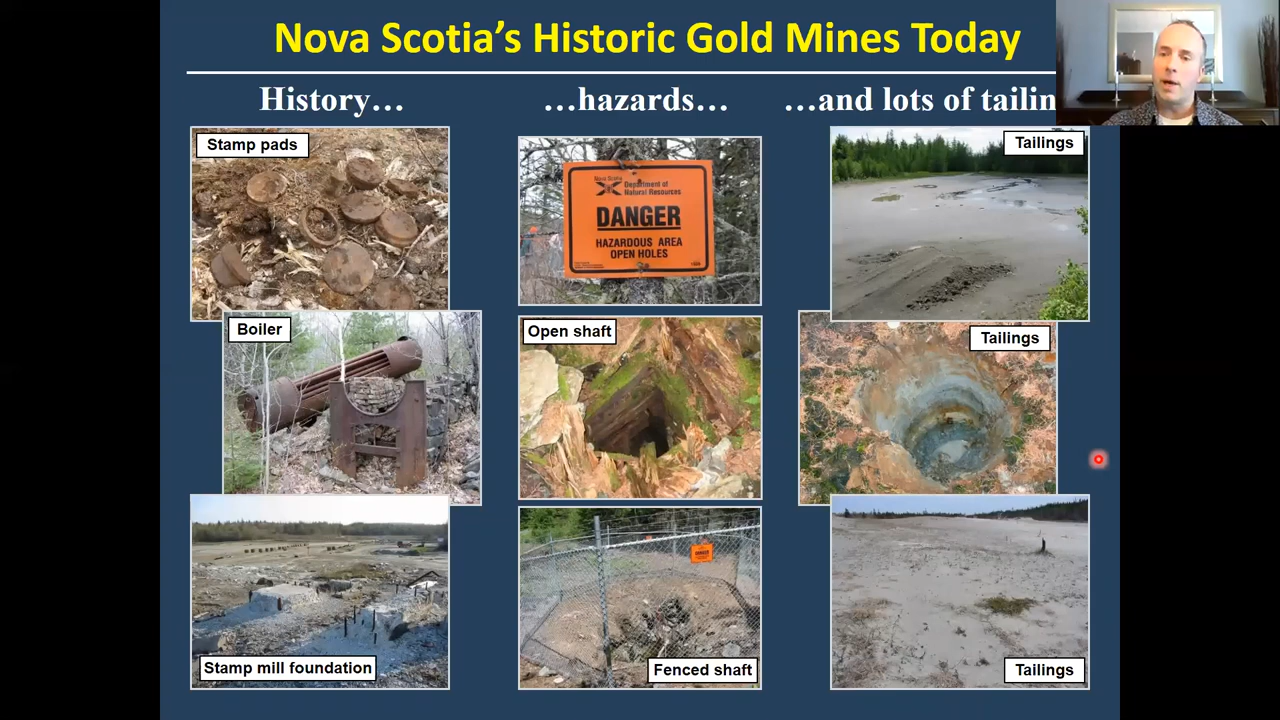 Nova Scotia's Historic Gold Mines Today
History…
…hazards…
…and lots of tailin
Stamp pads
Nova Scotia
Department of
Natural Resources
DANGER
HAZARDOUS AREA
OPEN HOLES
Tailings
Boiler
Open shaft
Tailings
Stamp mill foundation
DANGER
Fenced shaft
Tailings